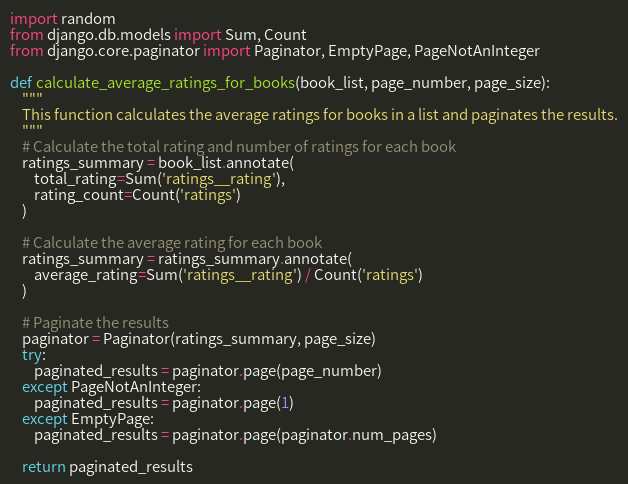 import random
from django.db.models import Sum, Count
from django.core.paginator import Paginator, EmptyPage, PageNotAnInteger

def calculate_average_ratings_for_books(book_list, page_number, page_size):
    """
    This function calculates the average ratings for books in a list and paginates the results.
    """
    # Calculate the total rating and number of ratings for each book
    ratings_summary = book_list.annotate(
        total_rating=Sum('ratings__rating'),
        rating_count=Count('ratings')
    )

    # Calculate the average rating for each book
    ratings_summary = ratings_summary.annotate(
        average_rating=Sum('ratings__rating') / Count('ratings')
    )

    # Paginate the results
    paginator = Paginator(ratings_summary, page_size)
    try:
        paginated_results = paginator.page(page_number)
    except PageNotAnInteger:
        paginated_results = paginator.page(1)
    except EmptyPage:
        paginated_results = paginator.page(paginator.num_pages)

    return paginated_results